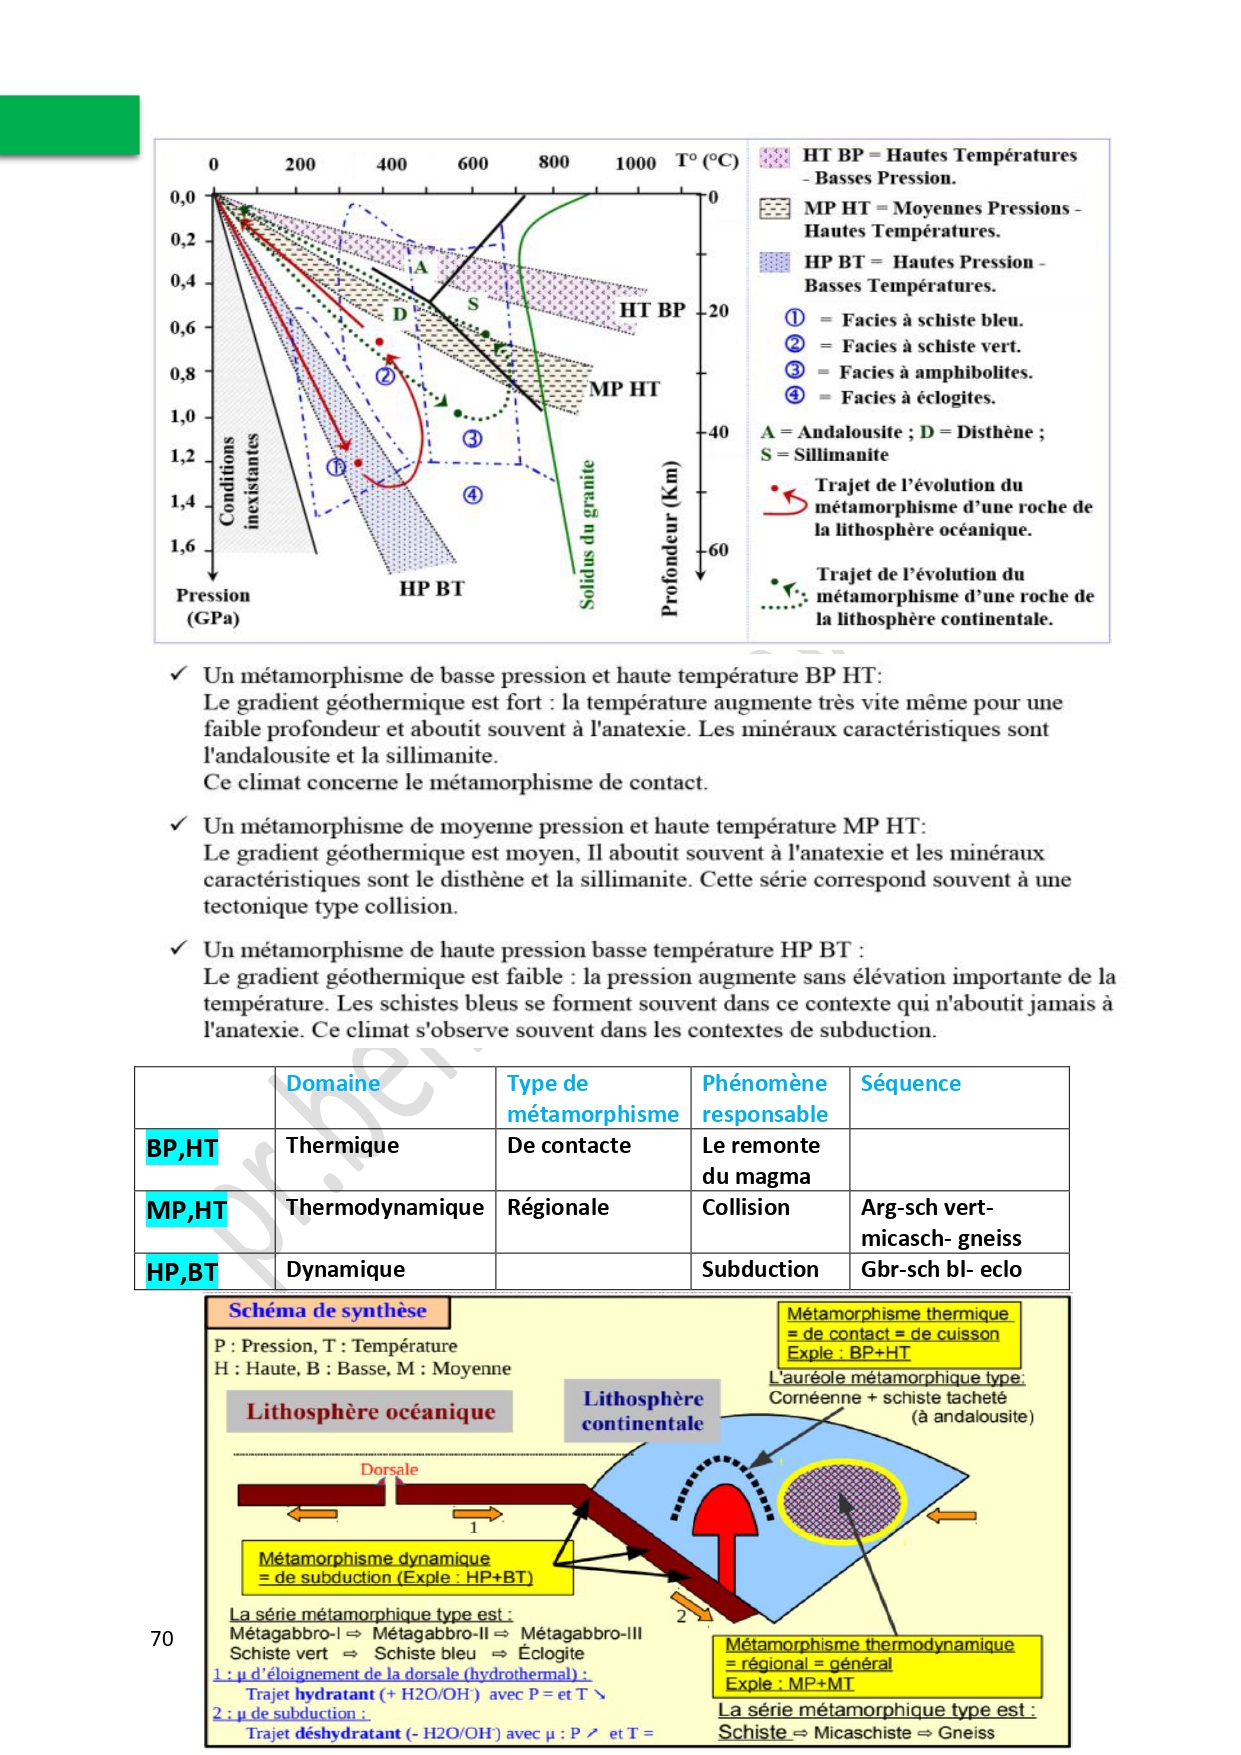 0 200 400 600 800 1000 T° (°C)
0,0
0,2
0,4
0,6
0,8
1,0
1,2
1,4
1,6
Pression
(GPa)
0
20
40
60
Profondeur (Km)
Conditions
inexistantes
A
D
S
①
②
③
④
HT BP
MP HT
HP BT
Solidus du granite
HT BP = Hautes Températures
- Basses Pression.
MP HT = Moyennes Pressions -
Hautes Températures.
HP BT = Hautes Pression -
Basses Températures.
① = Facies à schiste bleu.
② = Facies à schiste vert.
③ = Facies à amphibolites.
④ = Facies à éclogites.
A = Andalousite ; D = Disthène ;
S = Sillimanite
Trajet de l'évolution du
métamorphisme d'une roche de
la lithosphère océanique.
Trajet de l'évolution du
métamorphisme d'une roche de
la lithosphère continentale.
✓ Un métamorphisme de basse pression et haute température BP HT:
Le gradient géothermique est fort : la température augmente très vite même pour une
faible profondeur et aboutit souvent à l'anatexie. Les minéraux caractéristiques sont
l'andalousite et la sillimanite.
Ce climat concerne le métamorphisme de contact.
✓ Un métamorphisme de moyenne pression et haute température MP HT:
Le gradient géothermique est moyen, Il aboutit souvent à l'anatexie et les minéraux
caractéristiques sont le disthène et la sillimanite. Cette série correspond souvent à une
tectonique type collision.
✓ Un métamorphisme de haute pression basse température HP BT :
Le gradient géothermique est faible : la pression augmente sans élévation importante de la
température. Les schistes bleus se forment souvent dans ce contexte qui n'aboutit jamais à
l'anatexie. Ce climat s'observe souvent dans les contextes de subduction.
Domaine Type de métamorphisme Phénomène responsable Séquence
BP,HT Thermique De contacte Le remonte du magma
MP,HT Thermodynamique Régionale Collision Arg-sch vert- micasch- gneiss
HP,BT Dynamique Subduction Gbr-sch bl- eclo
Schéma de synthèse
P : Pression, T : Température
H : Haute, B : Basse, M : Moyenne
Lithosphère océanique
Lithosphère
continentale
Métamorphisme thermique
= de contact = de cuisson
Exple : BP+HT
L'auréole métamorphique type:
Cornéenne + schiste tacheté
(à andalousite)
Dorsale
1
2
Métamorphisme dynamique
= de subduction (Exple : HP+BT)
La série métamorphique type est :
Métagabbro-I ⇨ Métagabbro-II ⇨ Métagabbro-III
Schiste vert ⇨ Schiste bleu ⇨ Éclogite
1 : µ d'éloignement de la dorsale (hydrothermal) :
Trajet hydratant (+ H2O/OH⁻) avec P = et T ↘
2 : µ de subduction :
Trajet déshydratant (- H2O/OH⁻) avec µ : P ↗ et T =
Métamorphisme thermodynamique
= régional = général
Exple : MP+MT
La série métamorphique type est :
Schiste ⇨ Micaschiste ⇨ Gneiss
70